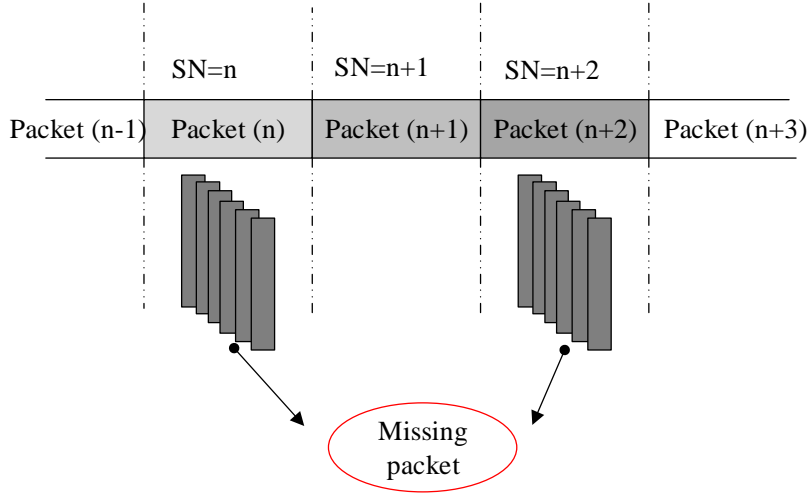 SN=n
SN=n+1
SN=n+2
Packet (n-1)
Packet (n)
Packet (n+1)
Packet (n+2)
Packet (n+3)
Missing
packet